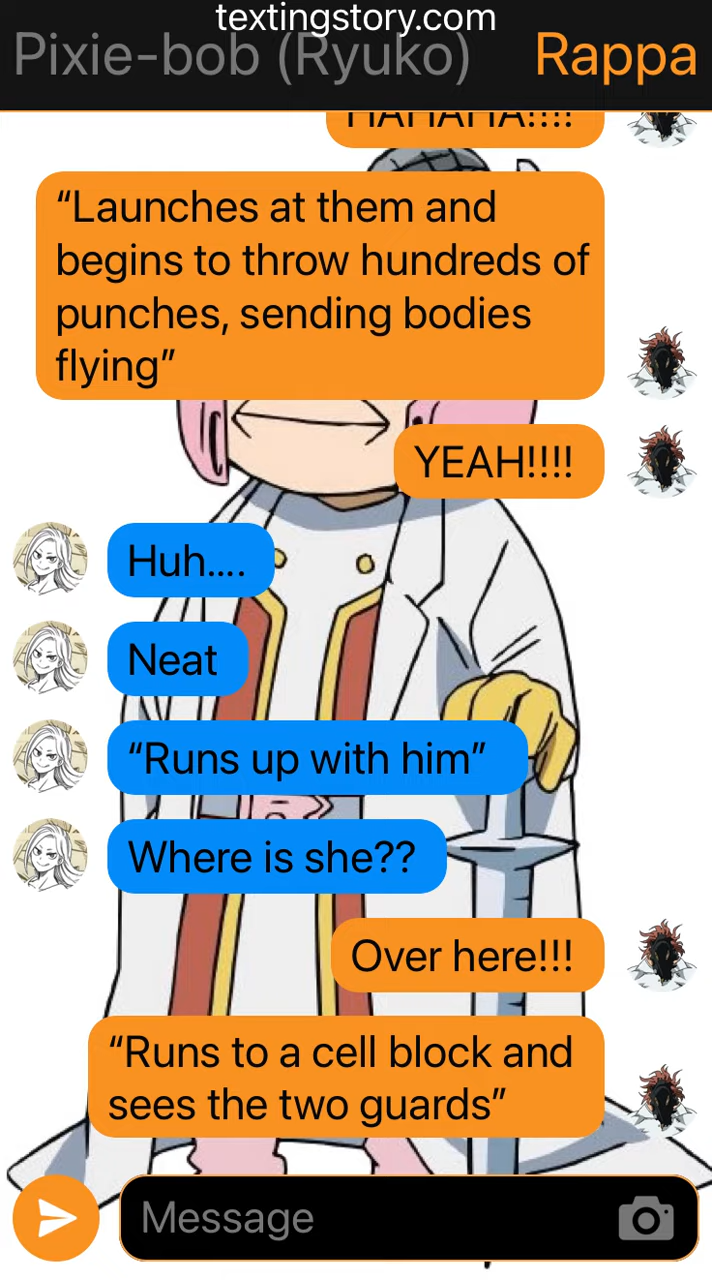 textingstory.com
Pixie-bob (Ryuko) Rappa
HAHAHA!!!!
“Launches at them and
begins to throw hundreds of
punches, sending bodies
flying”
YEAH!!!!
Huh....
Neat
“Runs up with him”
Where is she??
Over here!!!
“Runs to a cell block and
sees the two guards”
Message